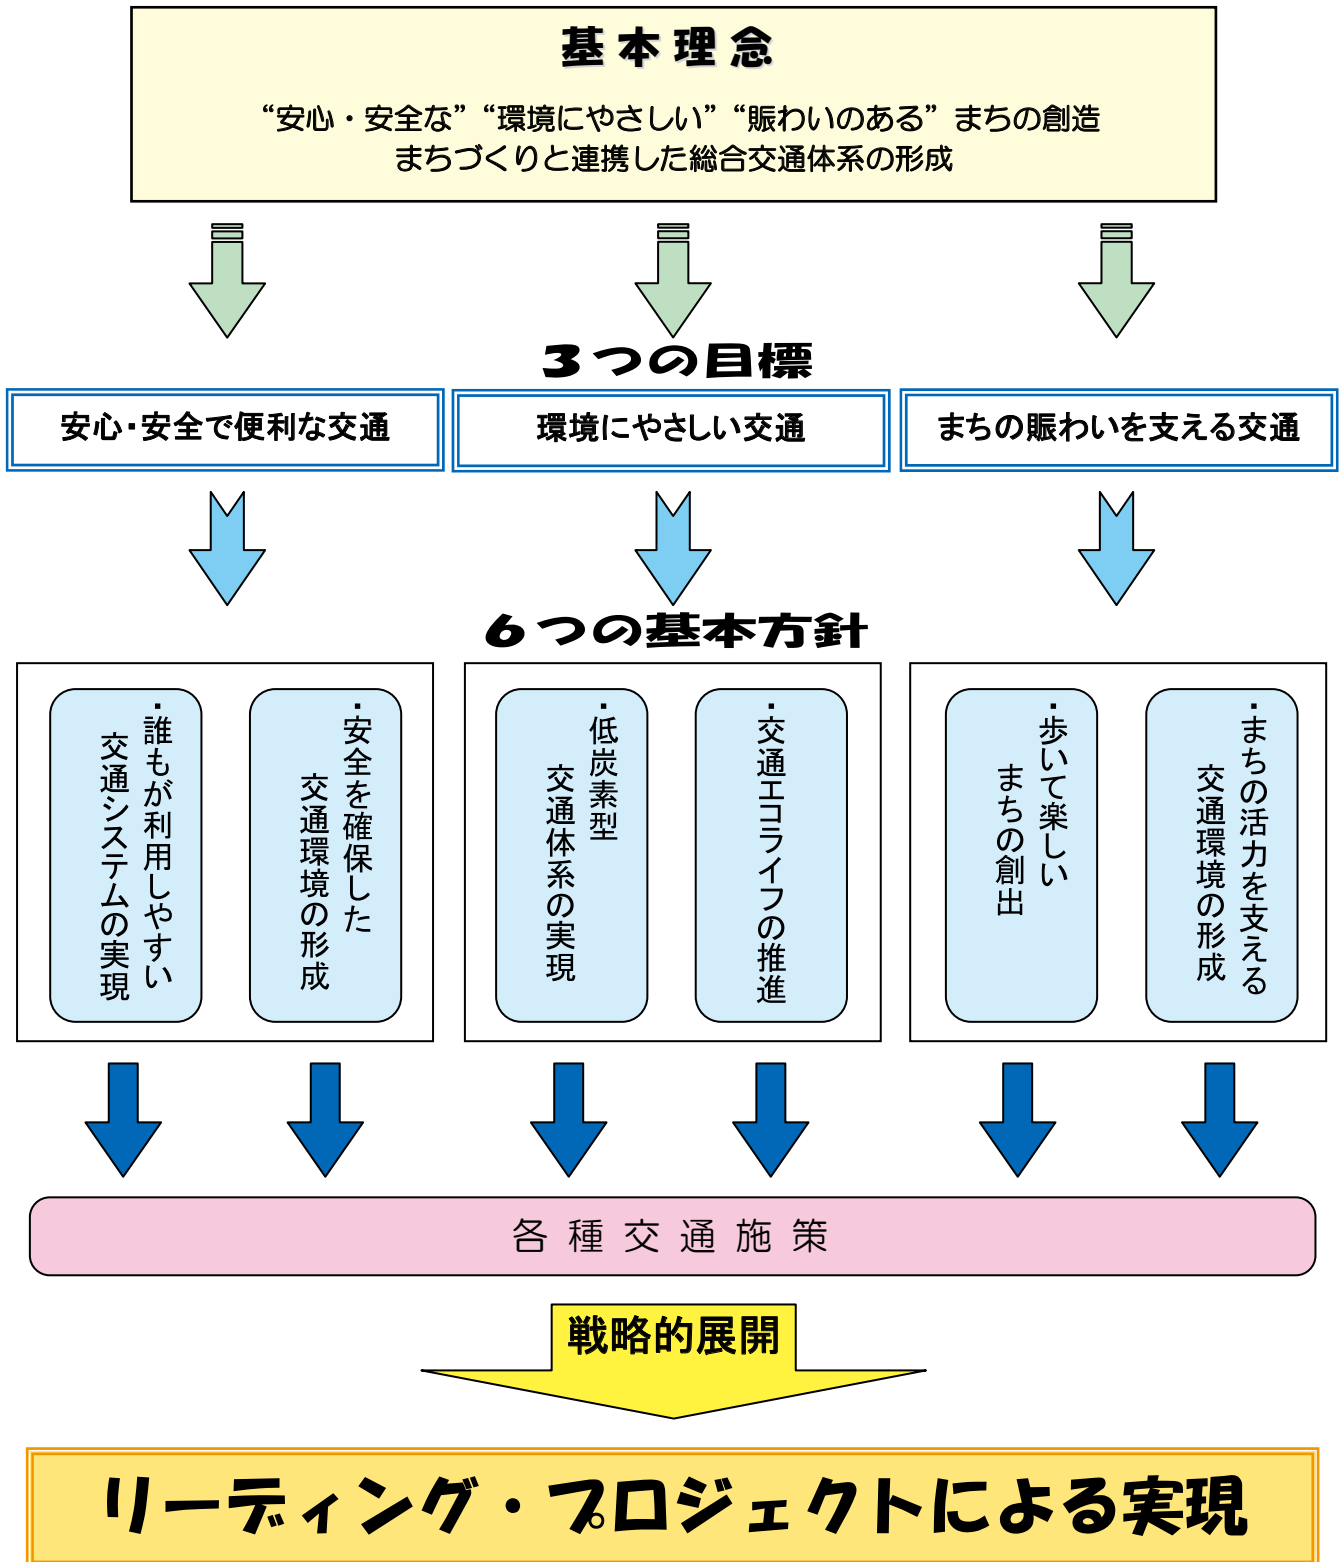 基本理念
“安心・安全な”“環境にやさしい”“賑わいのある”まちの創造
まちづくりと連携した総合交通体系の形成
３つの目標
安心・安全で便利な交通
環境にやさしい交通
まちの賑わいを支える交通
６つの基本方針
・誰もが利用しやすい
交通システムの実現
・安全を確保した
交通環境の形成
・低炭素型
交通体系の実現
・交通エコライフの推進
・歩いて楽しい
まちの創出
・まちの活力を支える
交通環境の形成
各種交通施策
戦略的展開
リーディング・プロジェクトによる実現